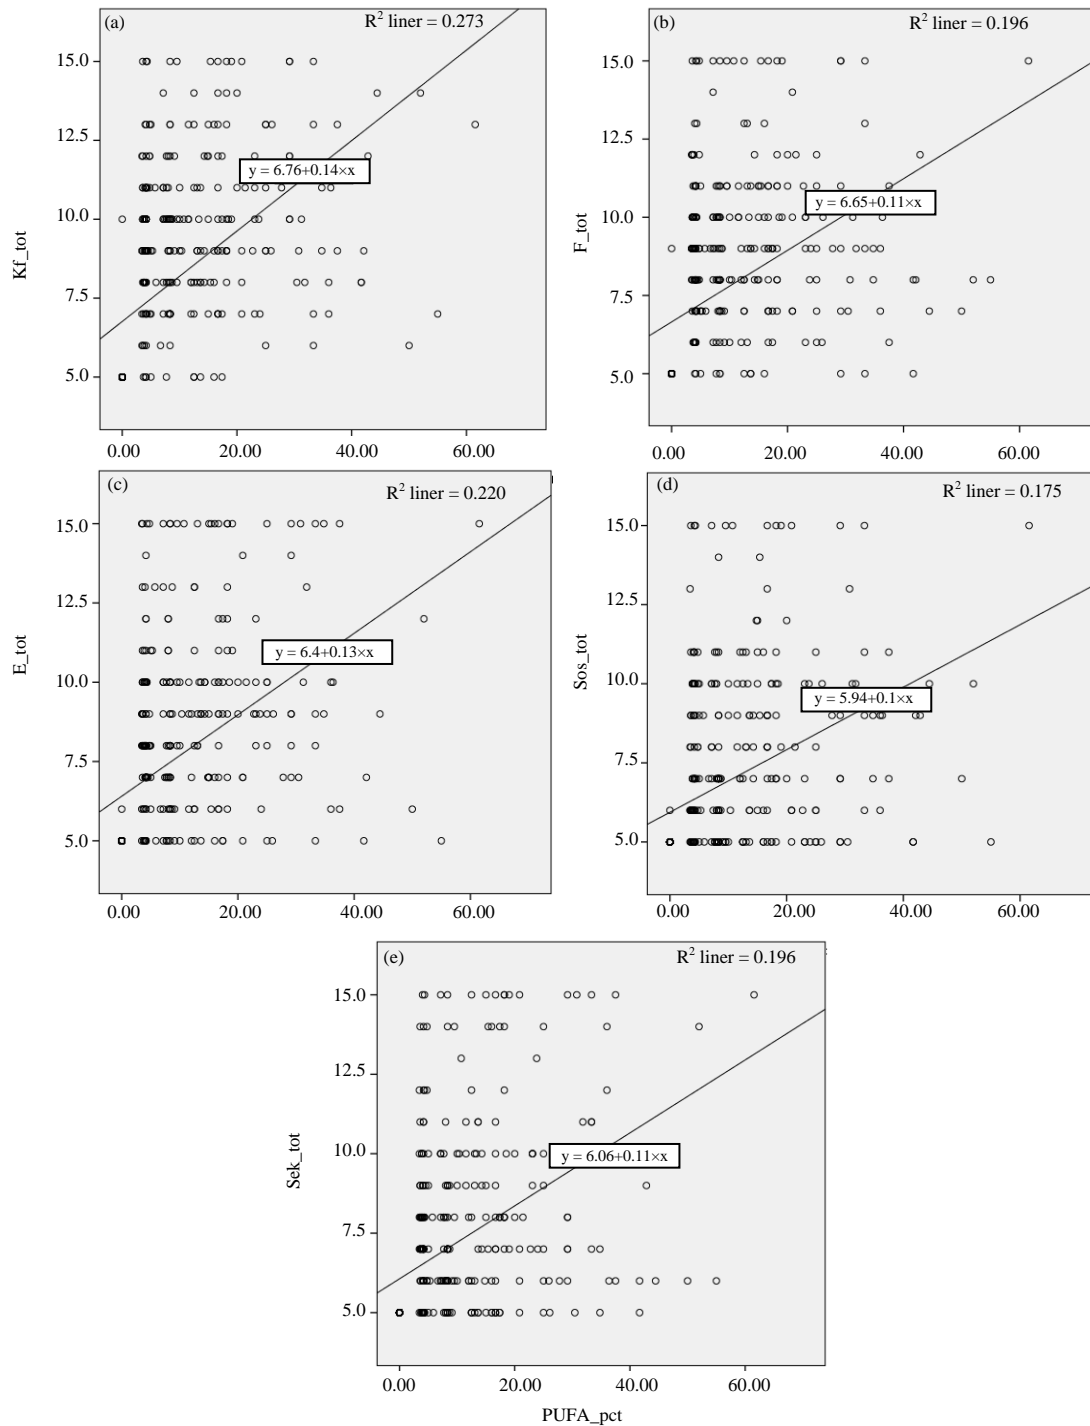 (a)
R² liner = 0.273
15.0
12.5
10.0
7.5
5.0
Kf_tot
y = 6.76+0.14×x
0.00 20.00 40.00 60.00
(b)
R² liner = 0.196
15.0
12.5
10.0
7.5
5.0
F_tot
y = 6.65+0.11×x
0.00 20.00 40.00 60.00
(c)
R² liner = 0.220
15.0
12.5
10.0
7.5
5.0
E_tot
y = 6.4+0.13×x
0.00 20.00 40.00 60.00
(d)
R² liner = 0.175
15.0
12.5
10.0
7.5
5.0
Sos_tot
y = 5.94+0.1×x
0.00 20.00 40.00 60.00
(e)
R² liner = 0.196
15.0
12.5
10.0
7.5
5.0
Sek_tot
y = 6.06+0.11×x
0.00 20.00 40.00 60.00
PUFA_pct